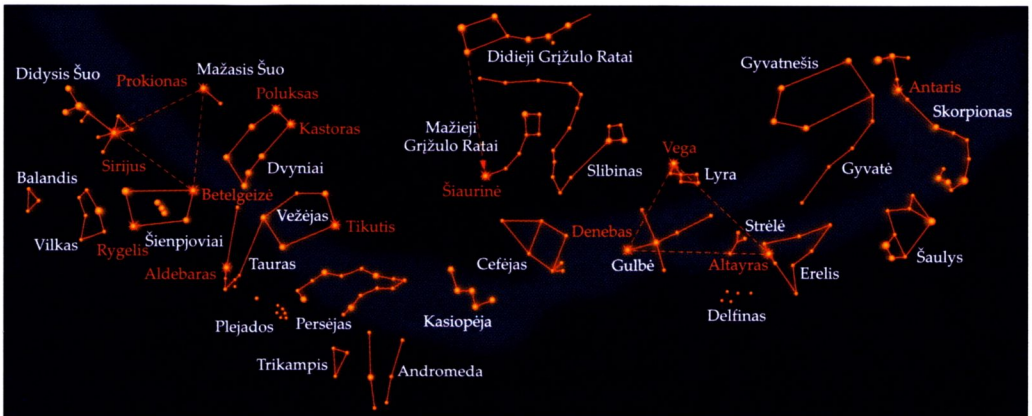 Didysis Šuo
Prokionas
Mažasis Šuo
Poluksas
Kastoras
Sirijus
Dvyniai
Balandis
Betelgeizė
Vilkas
Rygelis
Šienpjoviai
Vežėjas
Tikutis
Aldebaras
Tauras
Plejados
Persėjas
Trikampis
Andromeda
Kasiopėja
Didieji Grįžulo Ratai
Mažieji
Grįžulo Ratai
Šiaurinė
Slibinas
Cefėjas
Denebas
Gulbė
Vega
Lyra
Strėlė
Altayras
Erelis
Delfinas
Gyvatnešis
Gyvatė
Antaris
Skorpionas
Šaulys